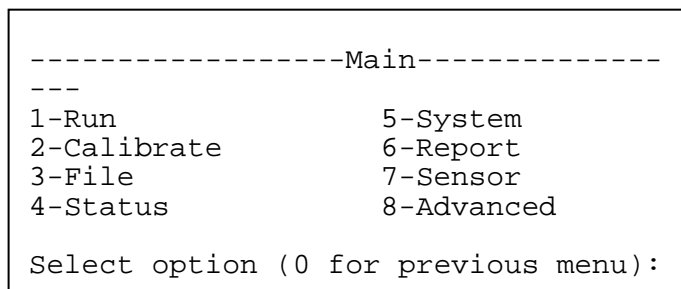 ------------------Main--------------
---
1-Run                5-System
2-Calibrate          6-Report
3-File               7-Sensor
4-Status             8-Advanced
Select option (0 for previous menu):